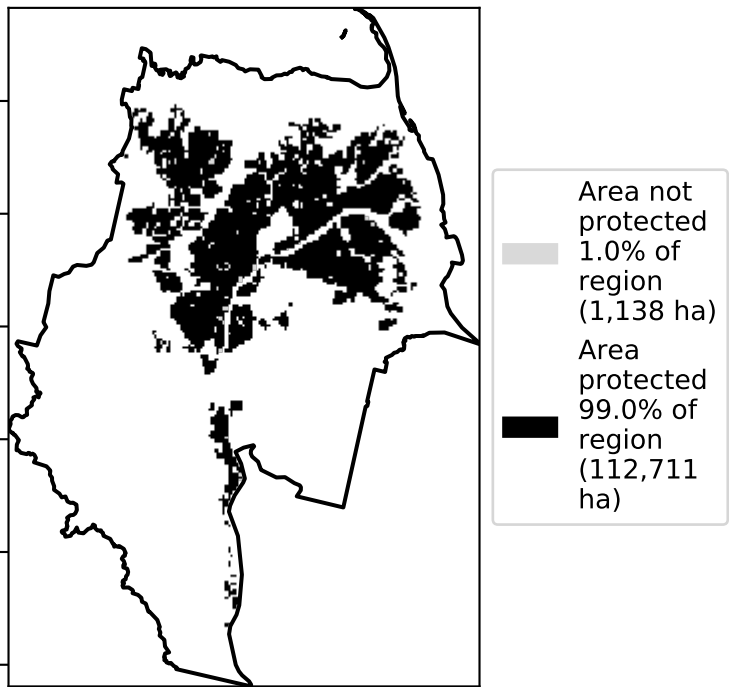 Area not
protected
1.0% of
region
(1,138 ha)
Area
protected
99.0% of
region
(112,711
ha)